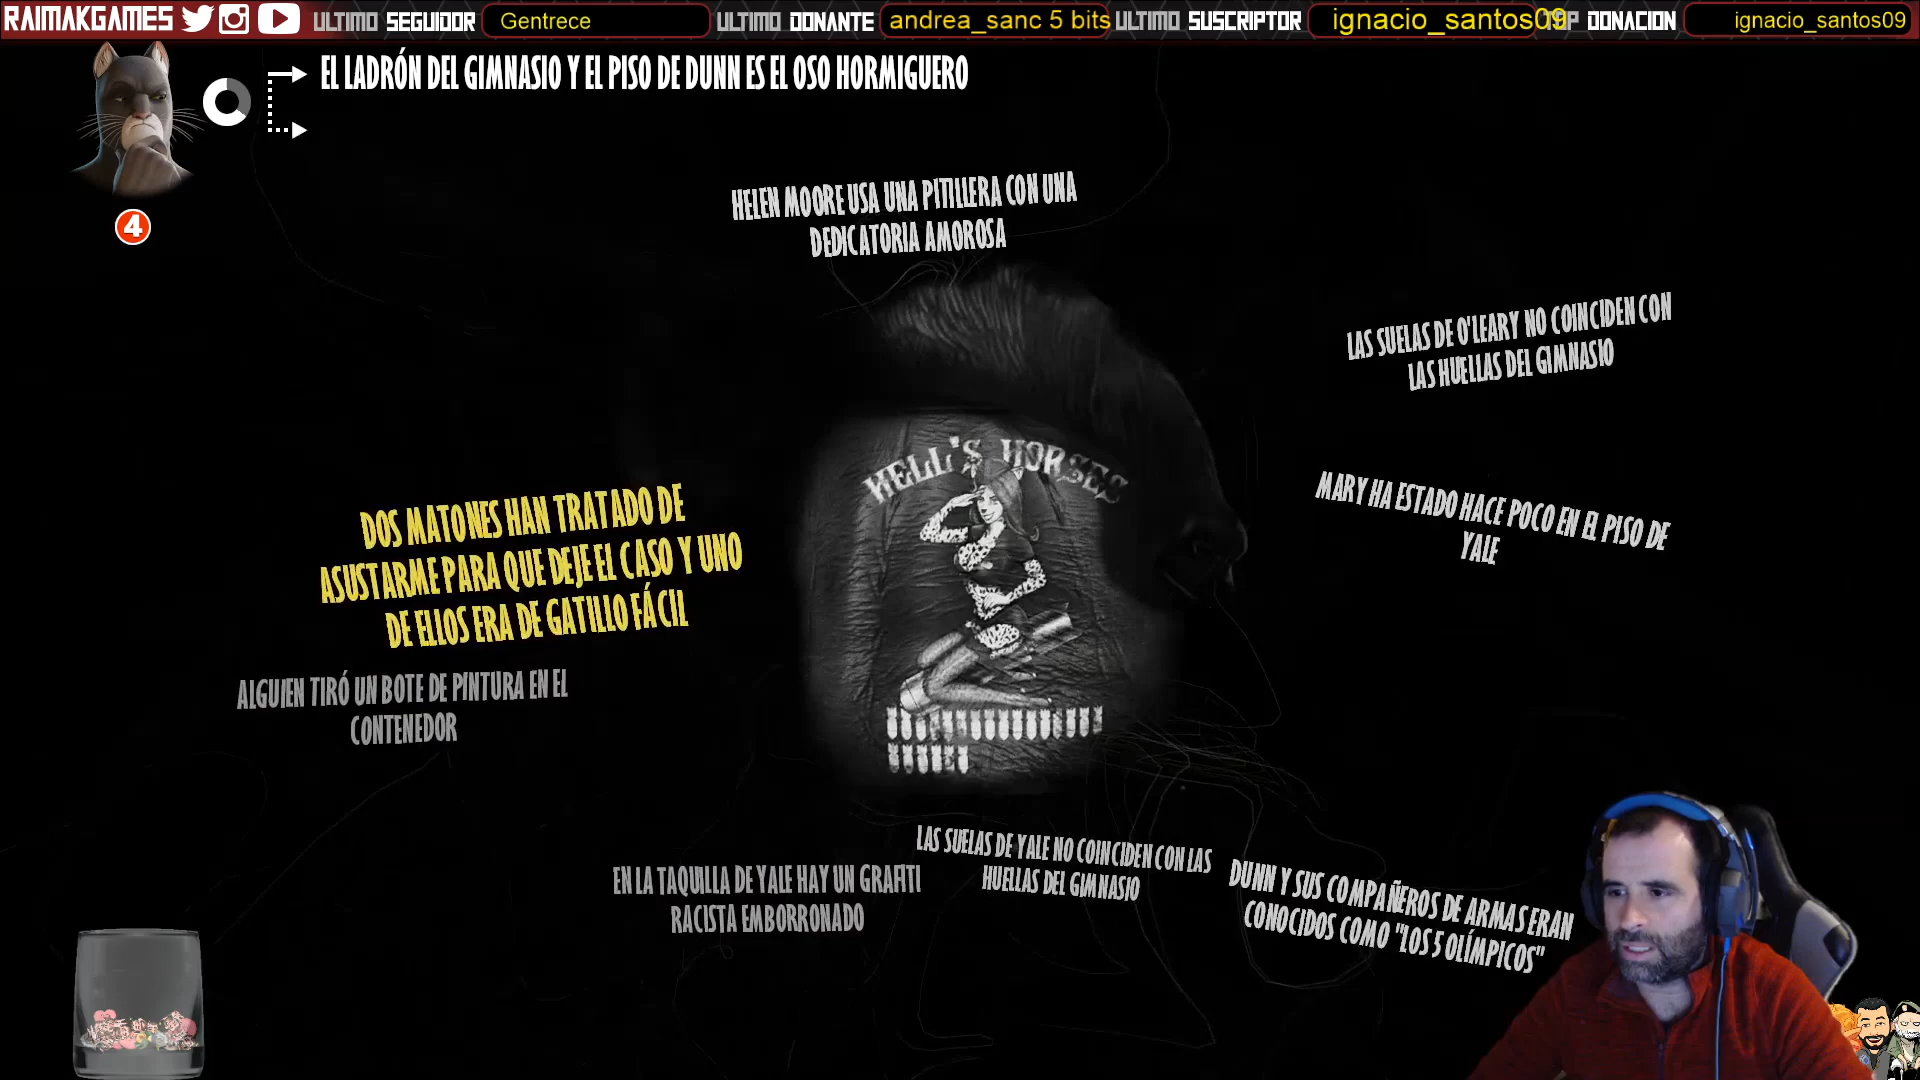 RAIMAKGAMES
ULTIMO SEGUIDOR
Gentrece
ULTIMO DONANTE
andrea_sanc 5 bits
ULTIMO SUSCRIPTOR
ignacio_santos09
TOP DONACION
ignacio_santos09
EL LADRÓN DEL GIMNASIO Y EL PISO DE DUNN ES EL OSO HORMIGUERO
4
HELEN MOORE USA UNA PITILLERA CON UNA
DEDICATORIA AMOROSA
LAS SUELAS DE O'LEARY NO COINCIDEN CON
LAS HUELLAS DEL GIMNASIO
HELL'S HORSES
MARY HA ESTADO HACE POCO EN EL PISO DE
YALE
DOS MATONES HAN TRATADO DE
ASUSTARME PARA QUE DEJE EL CASO Y UNO
DE ELLOS ERA DE GATILLO FÁCIL
ALGUIEN TIRÓ UN BOTE DE PINTURA EN EL
CONTENEDOR
EN LA TAQUILLA DE YALE HAY UN GRAFITI
RACISTA EMBORRONADO
LAS SUELAS DE YALE NO COINCIDEN CON LAS
HUELLAS DEL GIMNASIO
DUNN Y SUS COMPAÑEROS DE ARMAS ERAN
CONOCIDOS COMO "LOS 5 OLÍMPICOS"